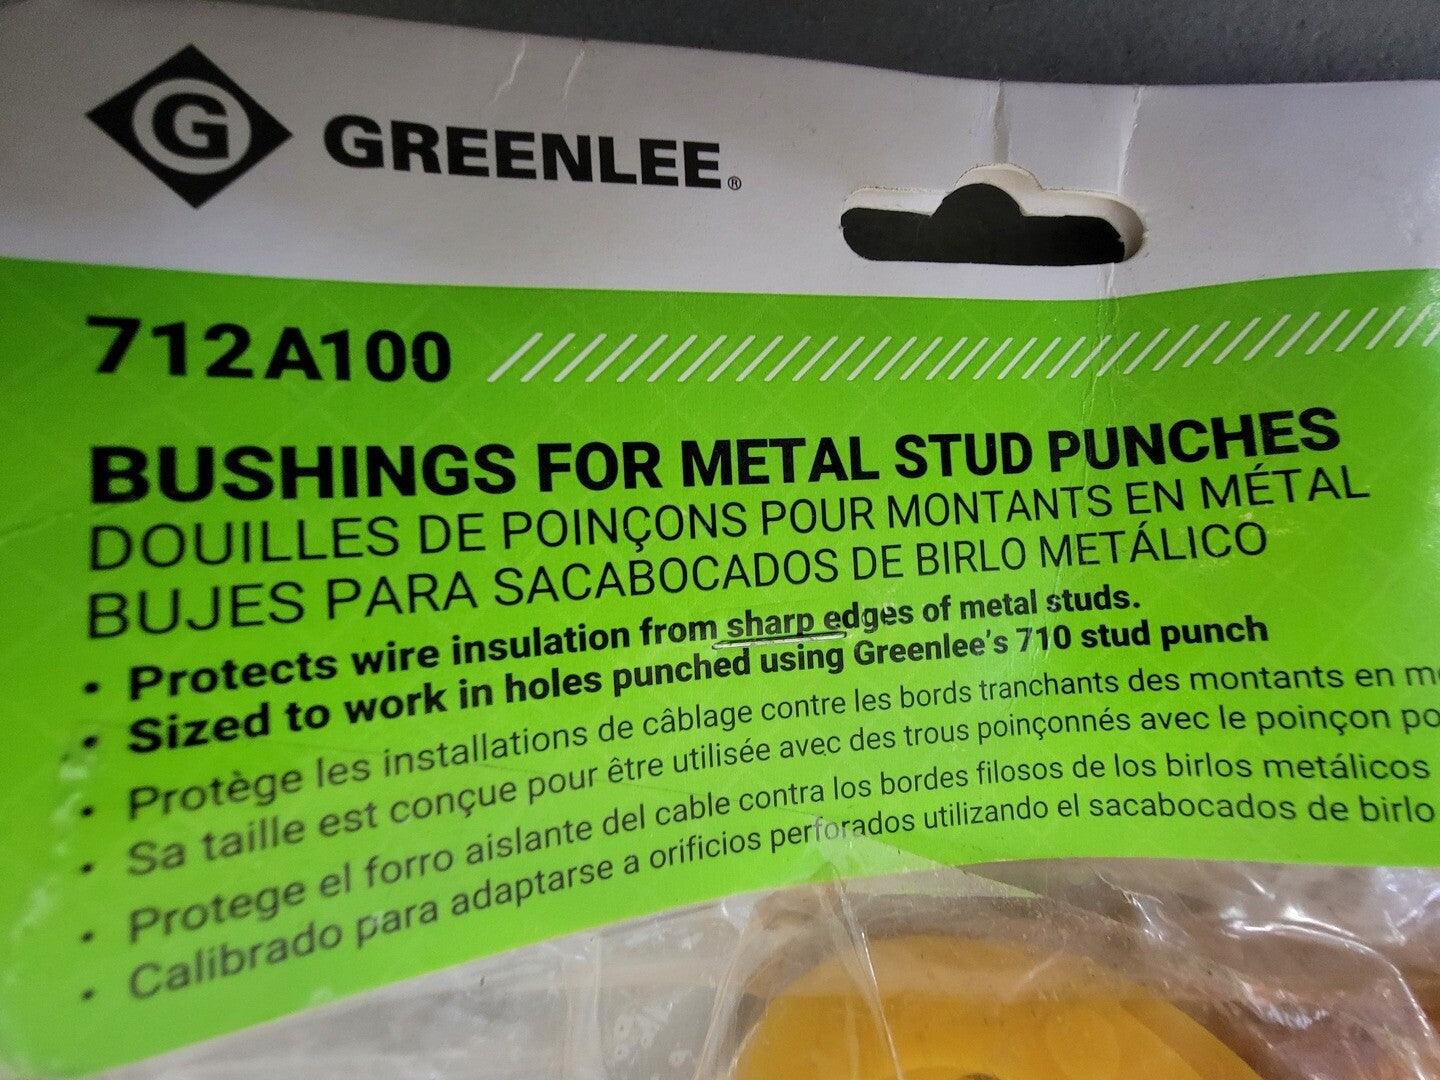 G GREENLEE®
712A100
BUSHINGS FOR METAL STUD PUNCHES
DOUILLES DE POINÇONS POUR MONTANTS EN MÉTAL
BUJES PARA SACABOCADOS DE BIRLO METÁLICO
• Protects wire insulation from sharp edges of metal studs.
• Sized to work in holes punched using Greenlee's 710 stud punch
• Protège les installations de câblage contre les bords tranchants des montants en m
• Sa taille est conçue pour être utilisée avec des trous poinçonnés avec le poinçon po
• Protege el forro aislante del cable contra los bordes filosos de los birlos metálicos
• Calibrado para adaptarse a orificios perforados utilizando el sacabocados de birlo